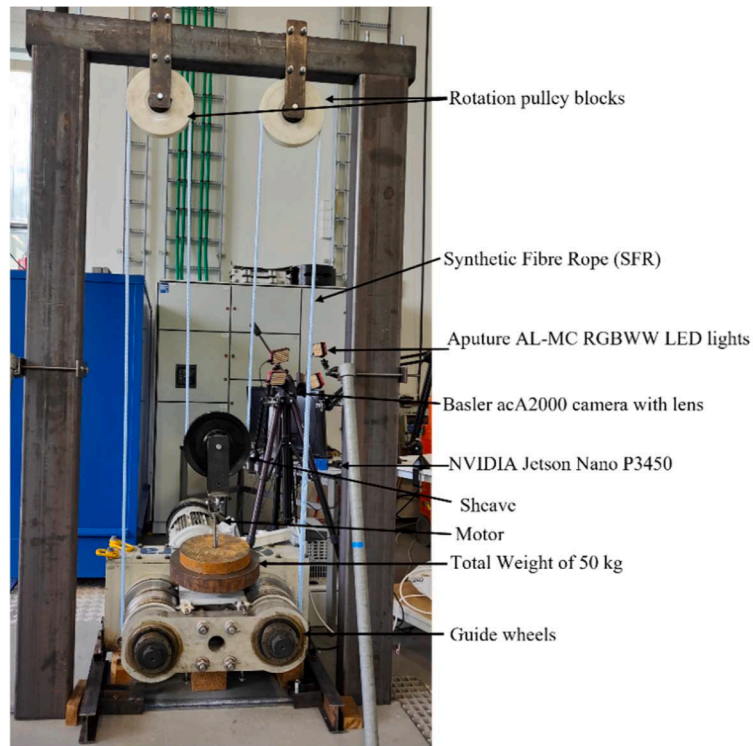 Rotation pulley blocks
Synthetic Fibre Rope (SFR)
Aputure AL-MC RGBWW LED lights
Basler acA2000 camera with lens
NVIDIA Jetson Nano P3450
Sheave
Motor
Total Weight of 50 kg
Guide wheels